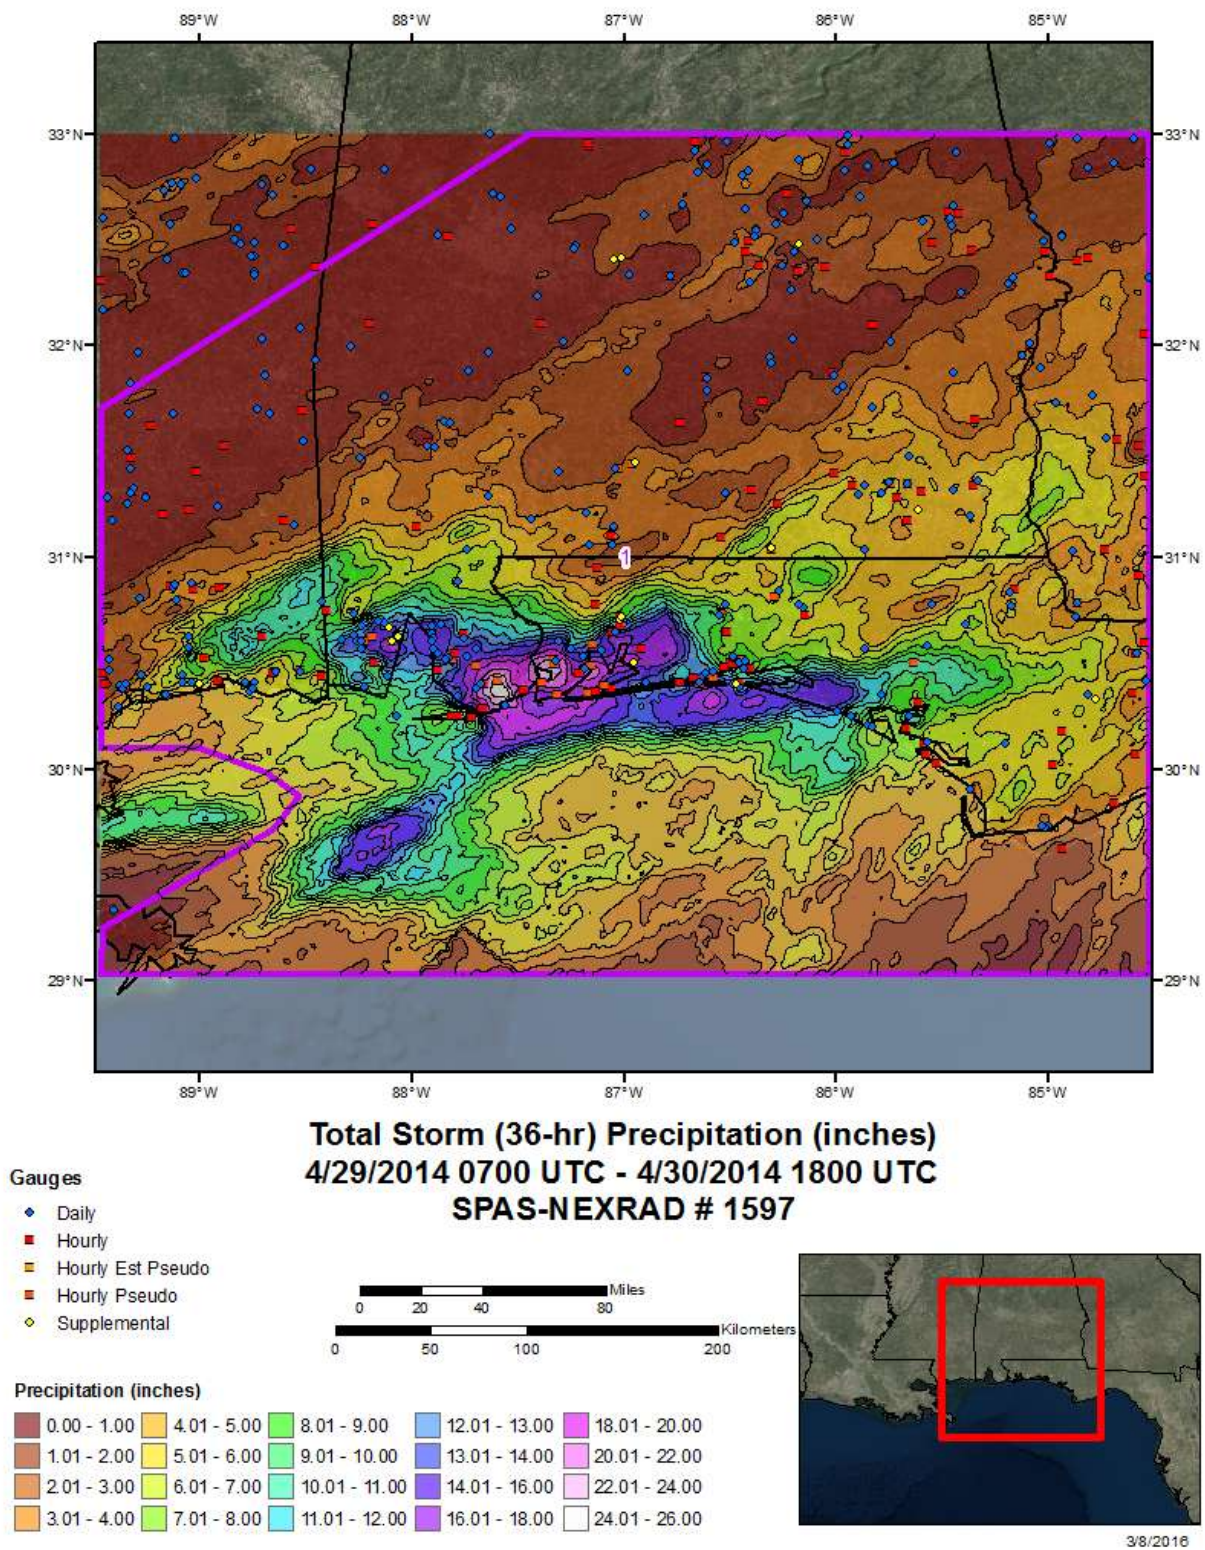 89°W 88°W 87°W 86°W 85°W
33°N 33°N
32°N 32°N
31°N 31°N
1
30°N 30°N
29°N 29°N
89°W 88°W 87°W 86°W 85°W
Total Storm (36-hr) Precipitation (inches)
4/29/2014 0700 UTC - 4/30/2014 1800 UTC
SPAS-NEXRAD # 1597
Gauges
Daily
Hourly
Hourly Est Pseudo
Hourly Pseudo
Supplemental
Miles
0 20 40 80
Kilometers
0 50 100 200
Precipitation (inches)
0.00 - 1.00 4.01 - 5.00 8.01 - 9.00 12.01 - 13.00 18.01 - 20.00
1.01 - 2.00 5.01 - 6.00 9.01 - 10.00 13.01 - 14.00 20.01 - 22.00
2.01 - 3.00 6.01 - 7.00 10.01 - 11.00 14.01 - 16.00 22.01 - 24.00
3.01 - 4.00 7.01 - 8.00 11.01 - 12.00 16.01 - 18.00 24.01 - 26.00
3/8/2016